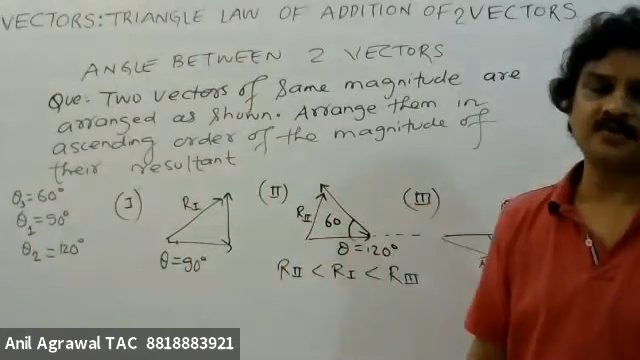 VECTORS: TRIANGLE LAW OF ADDITION OF 2 VECTORS
ANGLE BETWEEN 2 VECTORS
Que: Two vectors of same magnitude are
arranged as shown. Arrange them in
ascending order of the magnitude of
their resultant
θ3=60°
θ1=90°
θ2=120°
(I)
RI
θ=90°
(II)
RII
60
θ=120°
(III)
RII < RI < RIII
Anil Agrawal TAC 8818883921